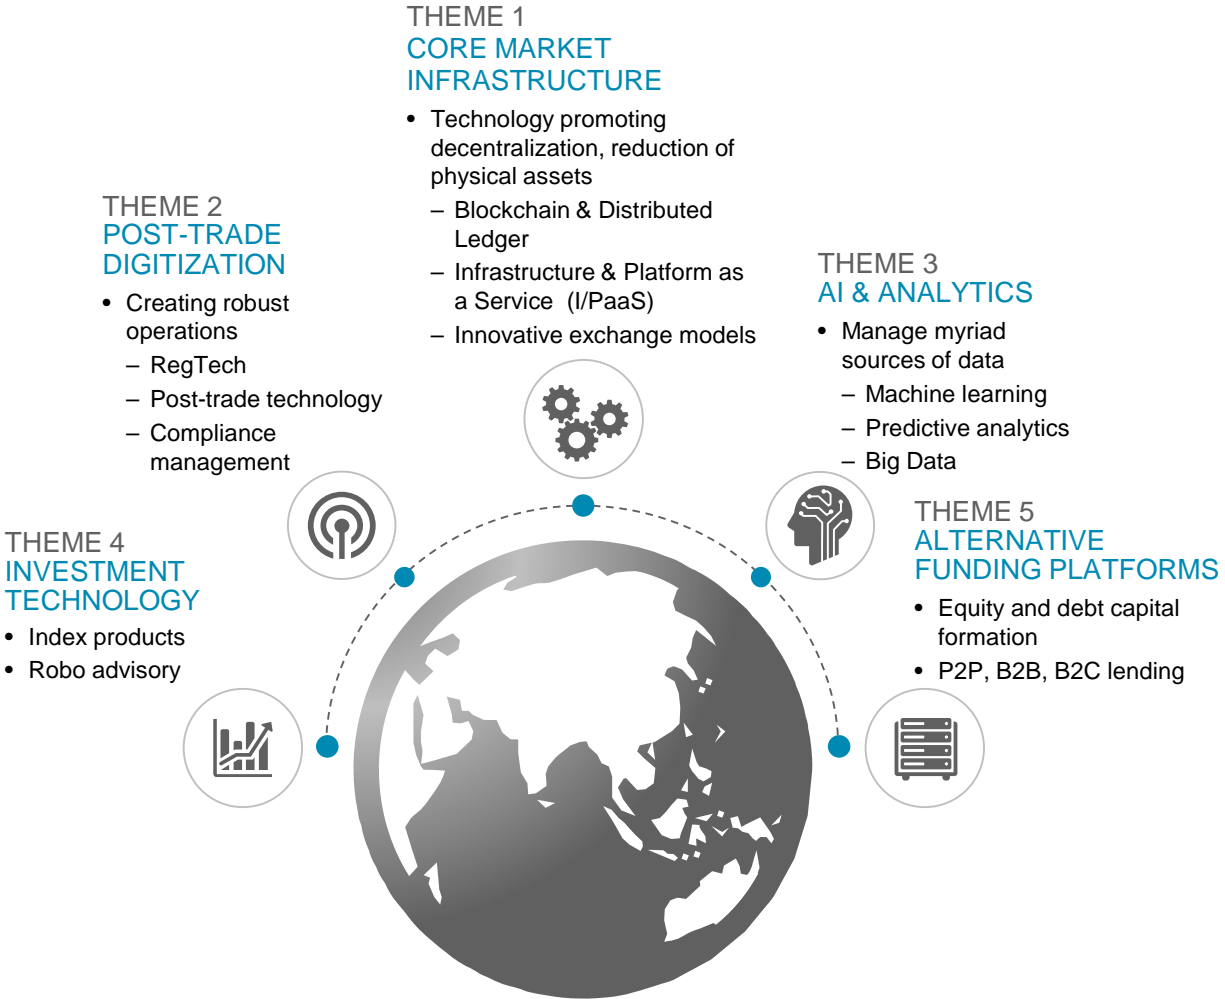 THEME 1
CORE MARKET
INFRASTRUCTURE
• Technology promoting
decentralization, reduction of
physical assets
– Blockchain & Distributed
Ledger
– Infrastructure & Platform as
a Service (I/PaaS)
– Innovative exchange models
THEME 2
POST-TRADE
DIGITIZATION
• Creating robust
operations
– RegTech
– Post-trade technology
– Compliance
management
THEME 3
AI & ANALYTICS
• Manage myriad
sources of data
– Machine learning
– Predictive analytics
– Big Data
THEME 4
INVESTMENT
TECHNOLOGY
• Index products
• Robo advisory
THEME 5
ALTERNATIVE
FUNDING PLATFORMS
• Equity and debt capital
formation
• P2P, B2B, B2C lending